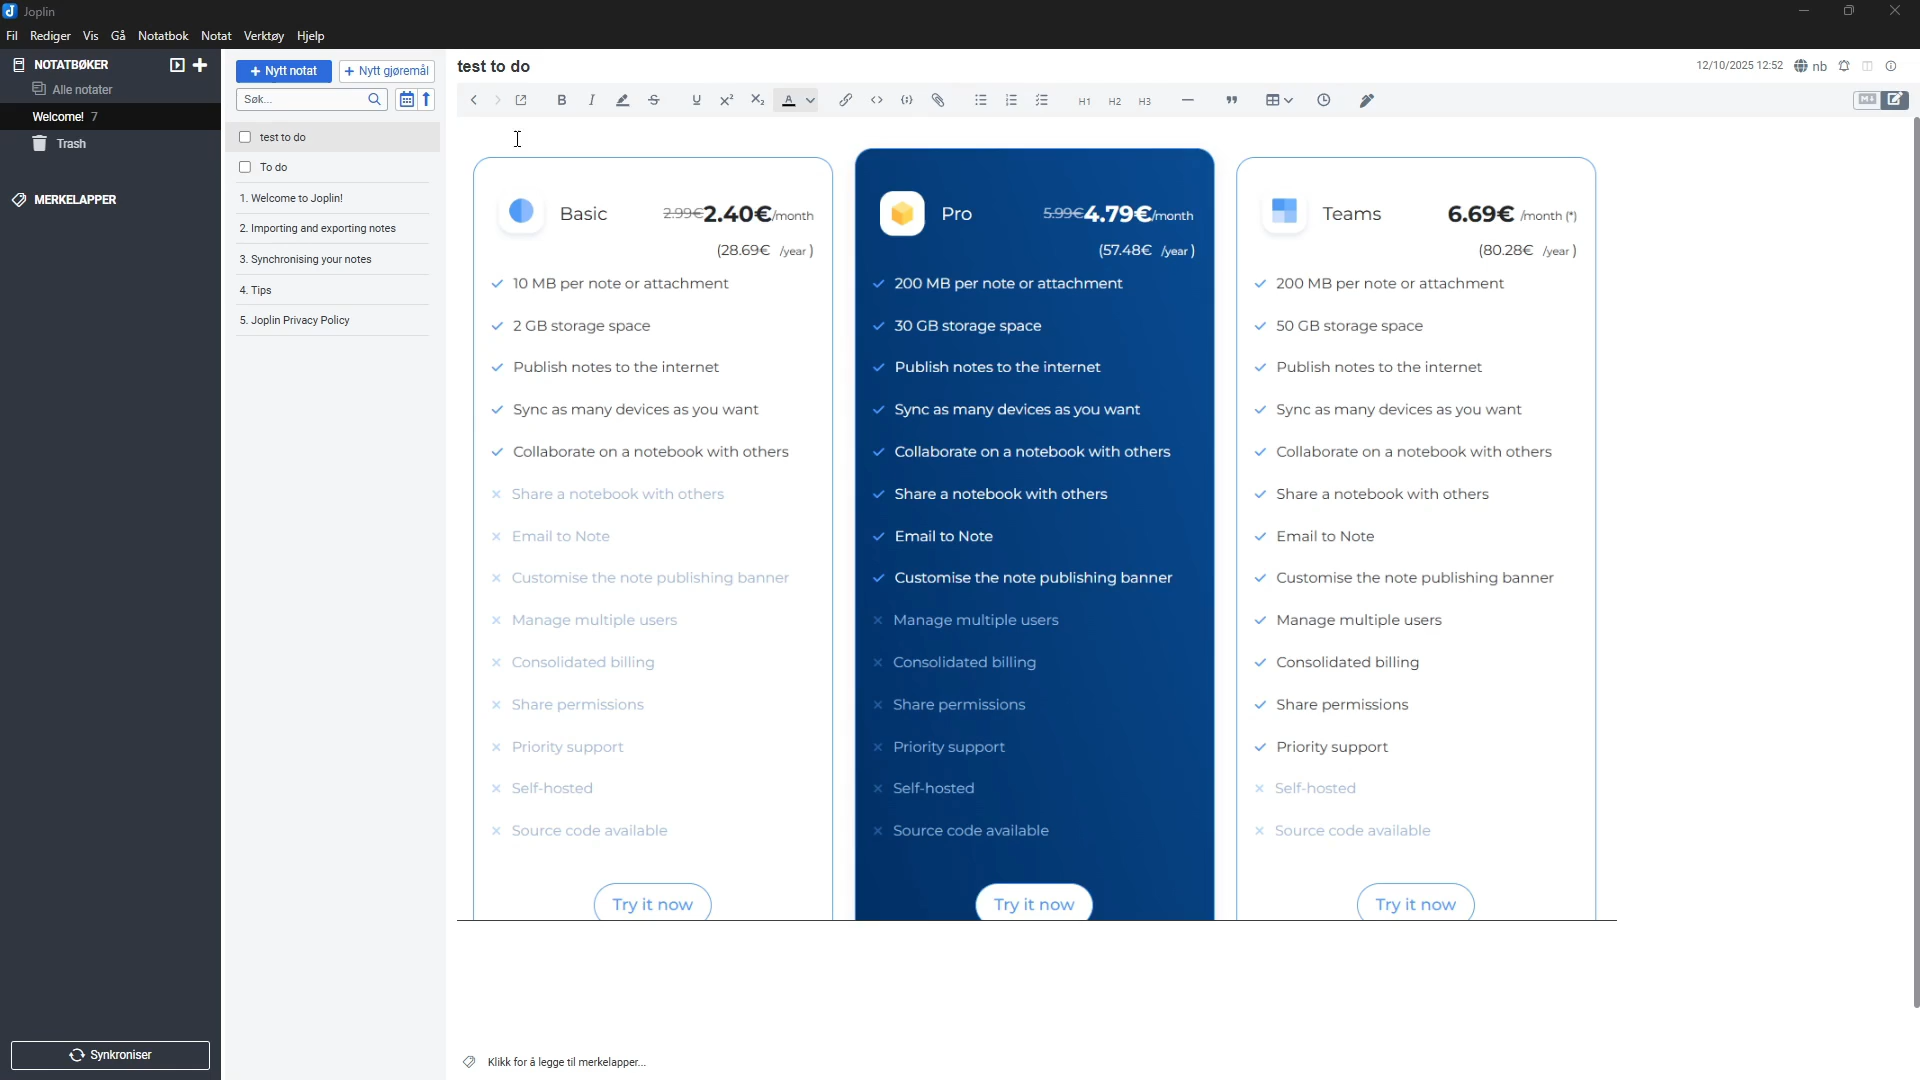 Joplin
Fil Rediger Vis Gå Notatbok Notat Verktøy Hjelp
NOTATBØKER
Alle notater
Welcome! 7
Trash
MERKELAPPER
Synkroniser
+ Nytt notat + Nytt gjøremål
Søk...
test to do
To do
1. Welcome to Joplin!
2. Importing and exporting notes
3. Synchronising your notes
4. Tips
5. Joplin Privacy Policy
test to do
12/10/2025 12:52 nb
B I S U X² X₂ A H1 H2 H3
Basic 2.99€ 2.40€ /month
(28.69€ /year )
10 MB per note or attachment
2 GB storage space
Publish notes to the internet
Sync as many devices as you want
Collaborate on a notebook with others
Share a notebook with others
Email to Note
Customise the note publishing banner
Manage multiple users
Consolidated billing
Share permissions
Priority support
Self-hosted
Source code available
Try it now
Pro 5.99€ 4.79€ /month
(57.48€ /year )
200 MB per note or attachment
30 GB storage space
Publish notes to the internet
Sync as many devices as you want
Collaborate on a notebook with others
Share a notebook with others
Email to Note
Customise the note publishing banner
Manage multiple users
Consolidated billing
Share permissions
Priority support
Self-hosted
Source code available
Try it now
Teams 6.69€ /month (*)
(80.28€ /year )
200 MB per note or attachment
50 GB storage space
Publish notes to the internet
Sync as many devices as you want
Collaborate on a notebook with others
Share a notebook with others
Email to Note
Customise the note publishing banner
Manage multiple users
Consolidated billing
Share permissions
Priority support
Self-hosted
Source code available
Try it now
Klikk for å legge til merkelapper...